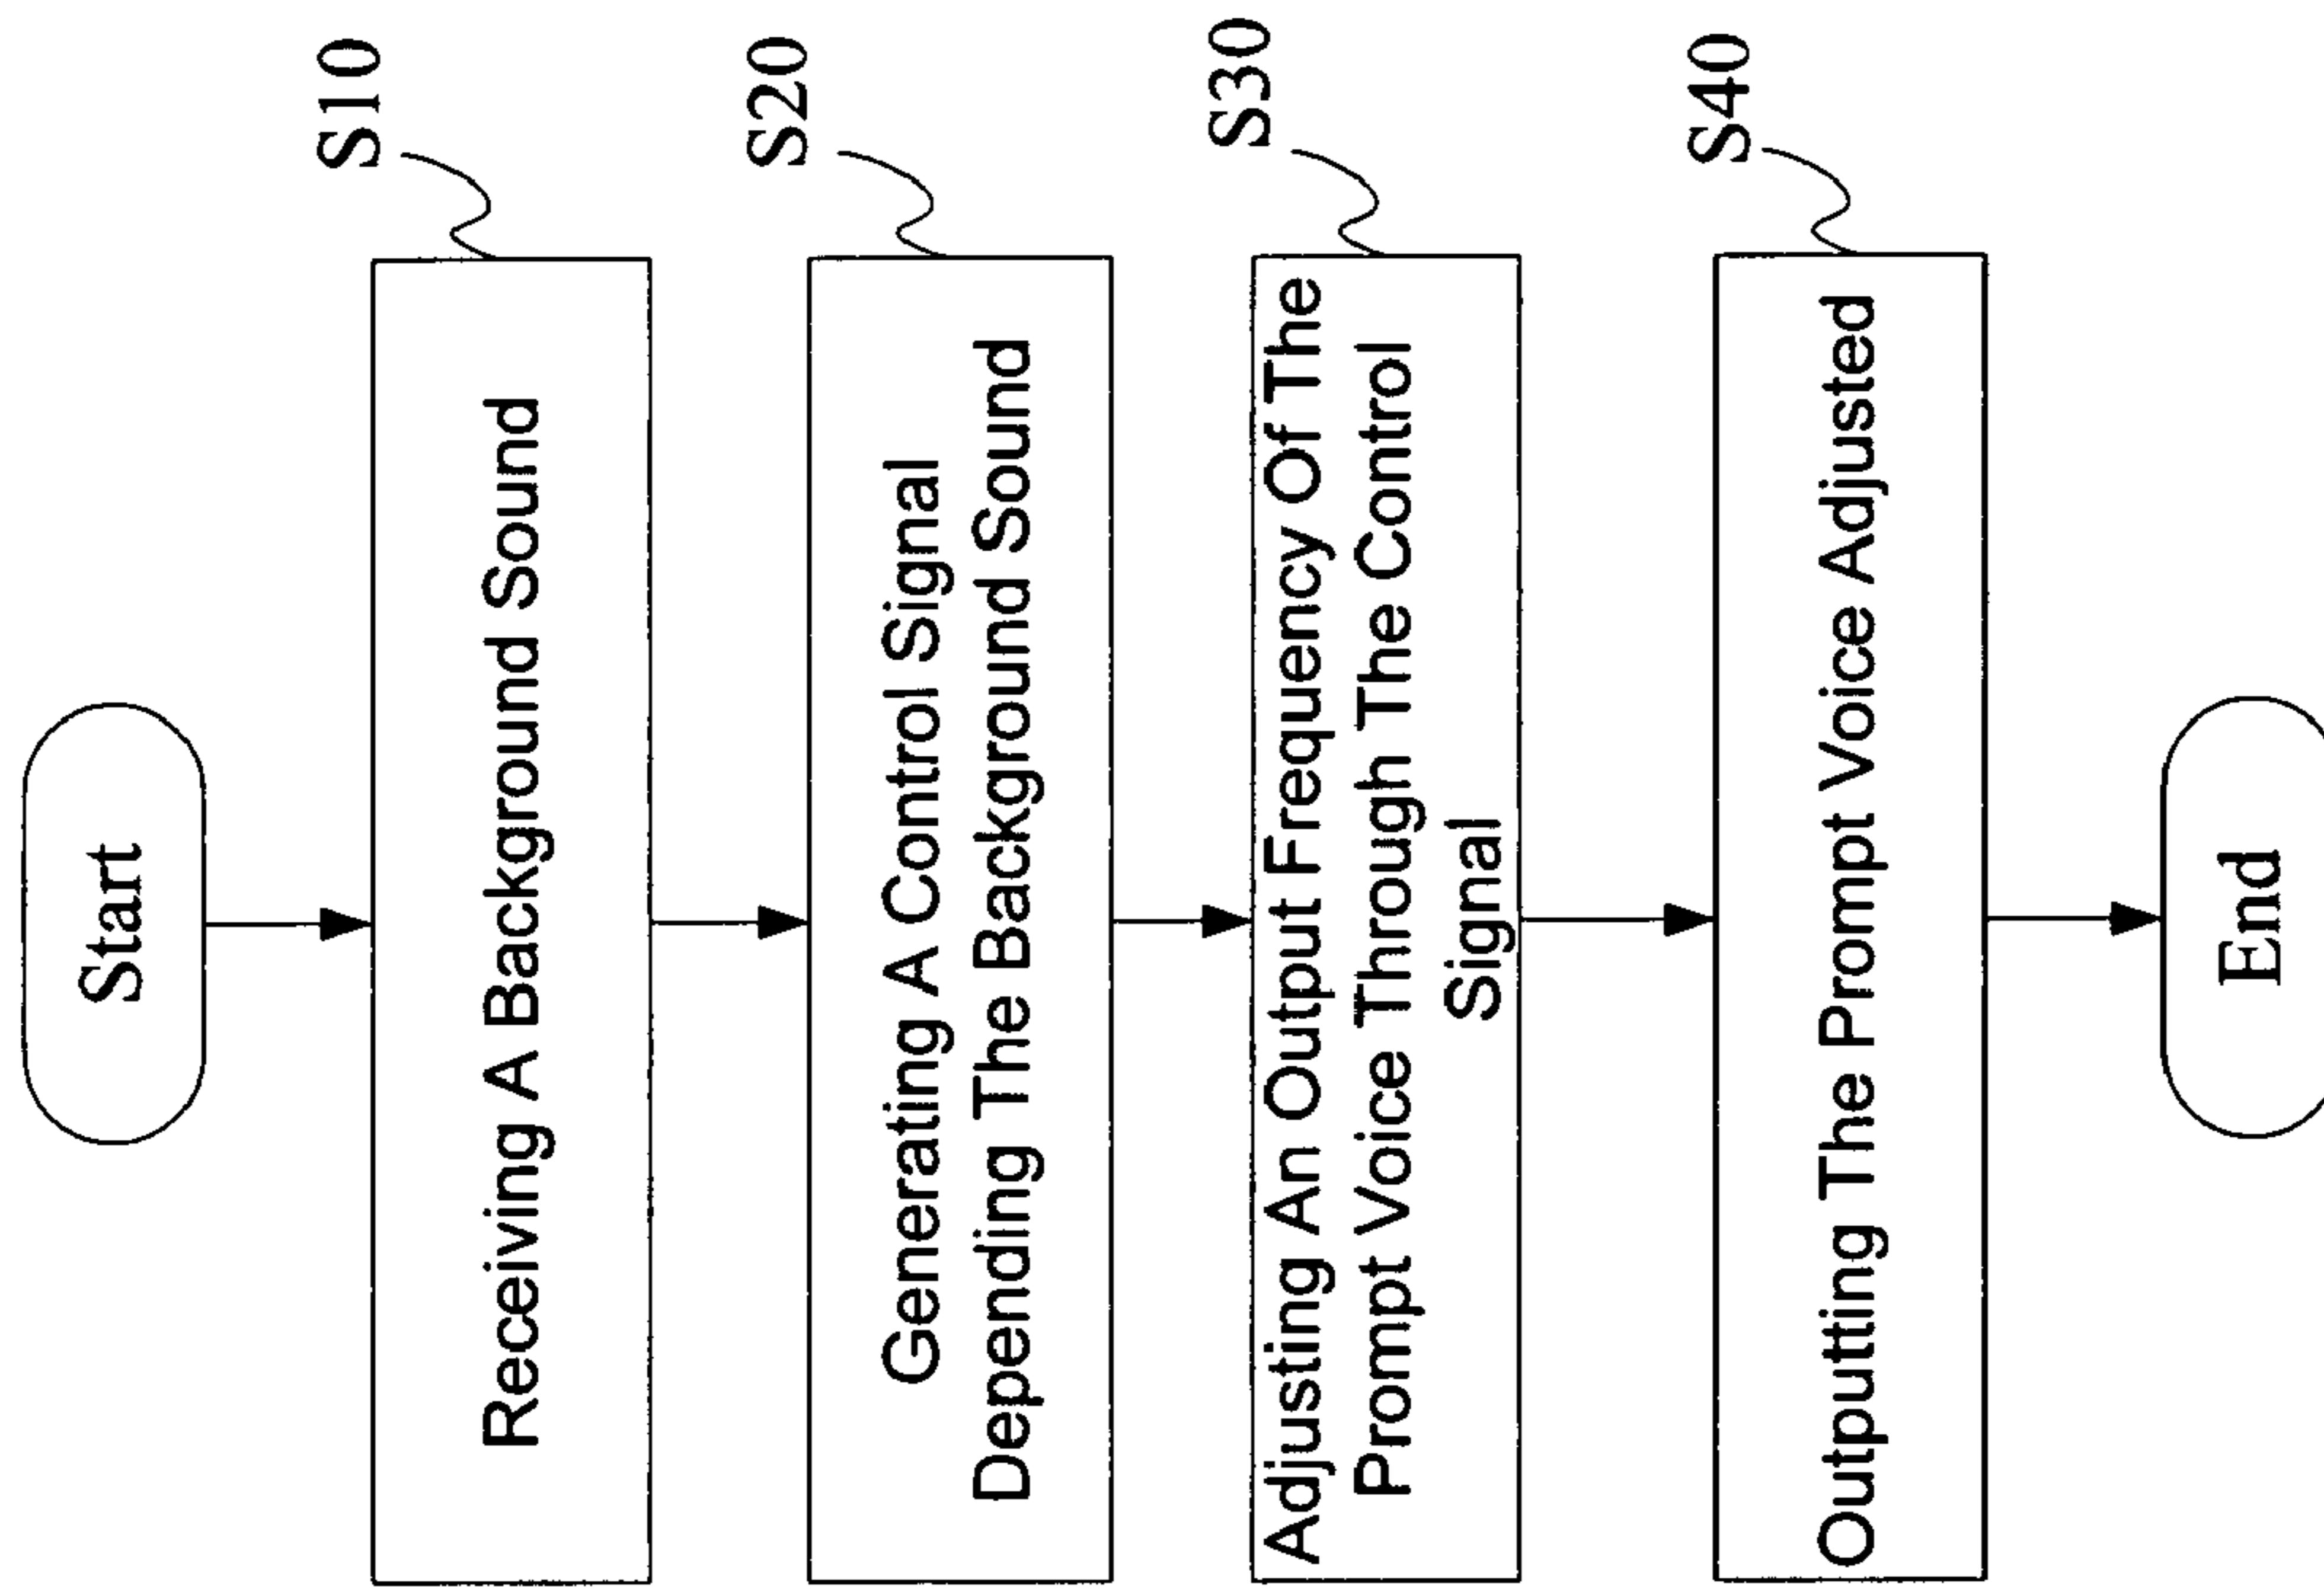 Start
S10
Receiving A Background Sound
S20
Generating A Control Signal
Depending The Background Sound
S30
Adjusting An Output Frequency Of The
Prompt Voice Through The Control
Signal
S40
Outputting The Prompt Voice Adjusted
End